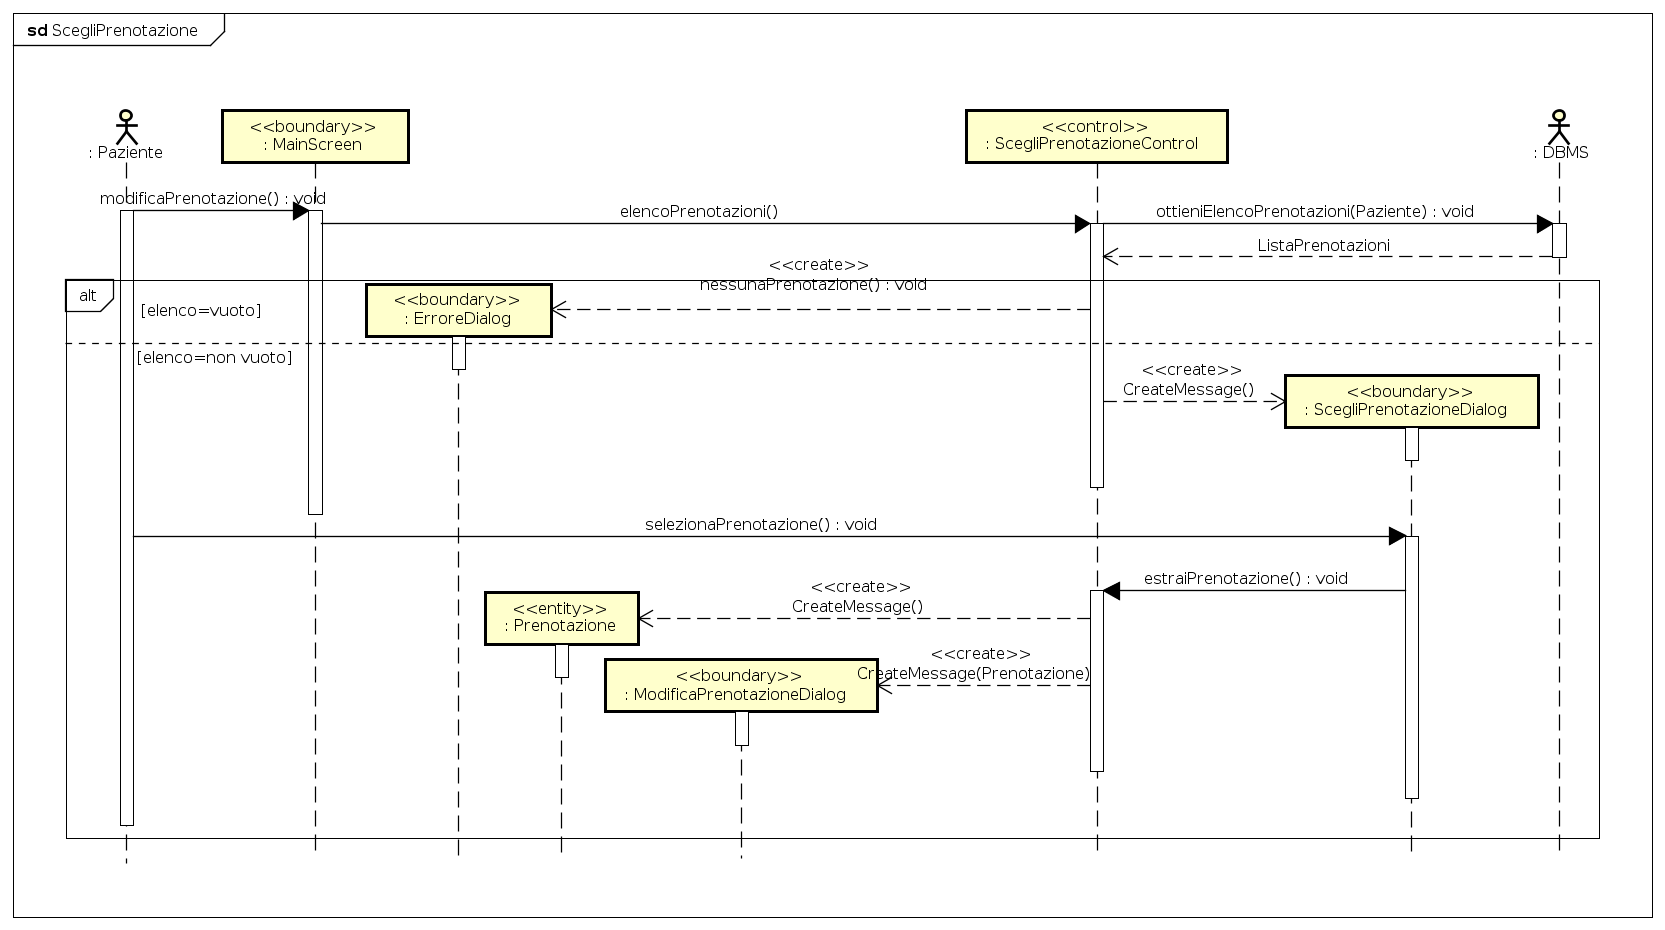 sd ScegliPrenotazione
: Paziente
<<boundary>>
: MainScreen
<<control>>
: ScegliPrenotazioneControl
: DBMS
modificaPrenotazione() : void
elencoPrenotazioni()
ottieniElencoPrenotazioni(Paziente) : void
ListaPrenotazioni
<<create>>
nessunaPrenotazione() : void
alt
[elenco=vuoto]
<<boundary>>
: ErroreDialog
[elenco=non vuoto]
<<create>>
CreateMessage()
<<boundary>>
: ScegliPrenotazioneDialog
selezionaPrenotazione() : void
estraiPrenotazione() : void
<<create>>
CreateMessage()
<<entity>>
: Prenotazione
<<create>>
CreateMessage(Prenotazione)
<<boundary>>
: ModificaPrenotazioneDialog